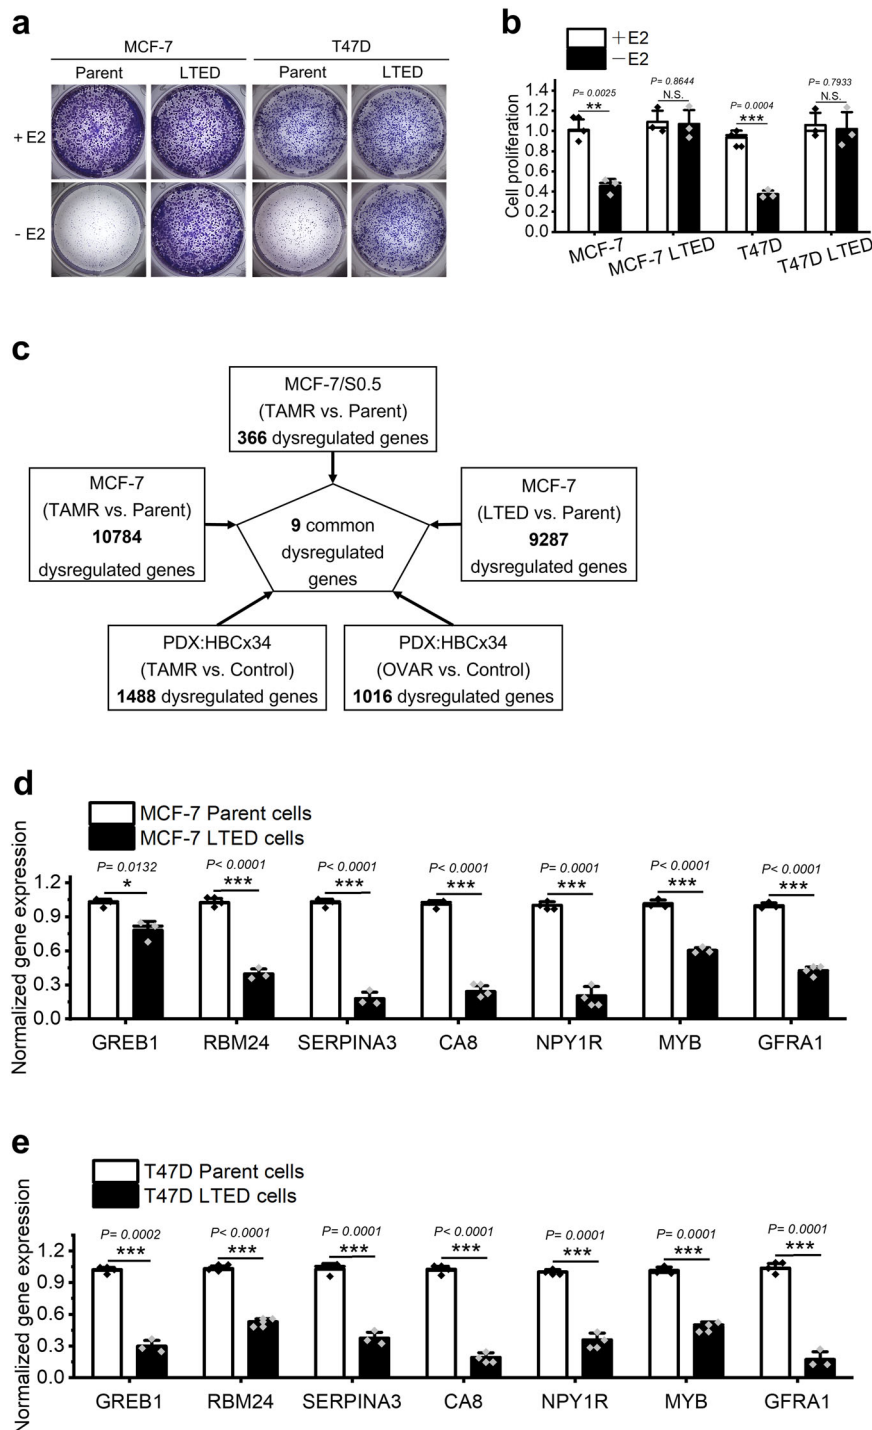 a
MCF-7 T47D
Parent LTED Parent LTED
+ E2
- E2
b
+E2
−E2
P= 0.0025 P= 0.8644 P= 0.0004 P= 0.7933
** N.S. *** N.S.
Cell proliferation
1.4
1.2
1.0
0.8
0.6
0.4
0.2
0.0
MCF-7 MCF-7 LTED T47D T47D LTED
c
MCF-7/S0.5
(TAMR vs. Parent)
366 dysregulated genes
MCF-7
(TAMR vs. Parent)
10784
dysregulated genes
9 common
dysregulated
genes
MCF-7
(LTED vs. Parent)
9287
dysregulated genes
PDX:HBCx34
(TAMR vs. Control)
1488 dysregulated genes
PDX:HBCx34
(OVAR vs. Control)
1016 dysregulated genes
d
MCF-7 Parent cells
MCF-7 LTED cells
P= 0.0132 P< 0.0001 P< 0.0001 P< 0.0001 P= 0.0001 P< 0.0001 P< 0.0001
* *** *** *** *** *** ***
Normalized gene expression
1.2
0.9
0.6
0.3
0.0
GREB1 RBM24 SERPINA3 CA8 NPY1R MYB GFRA1
e
T47D Parent cells
T47D LTED cells
P= 0.0002 P< 0.0001 P= 0.0001 P< 0.0001 P= 0.0001 P= 0.0001 P= 0.0001
*** *** *** *** *** *** ***
Normalized gene expression
1.2
0.9
0.6
0.3
0.0
GREB1 RBM24 SERPINA3 CA8 NPY1R MYB GFRA1